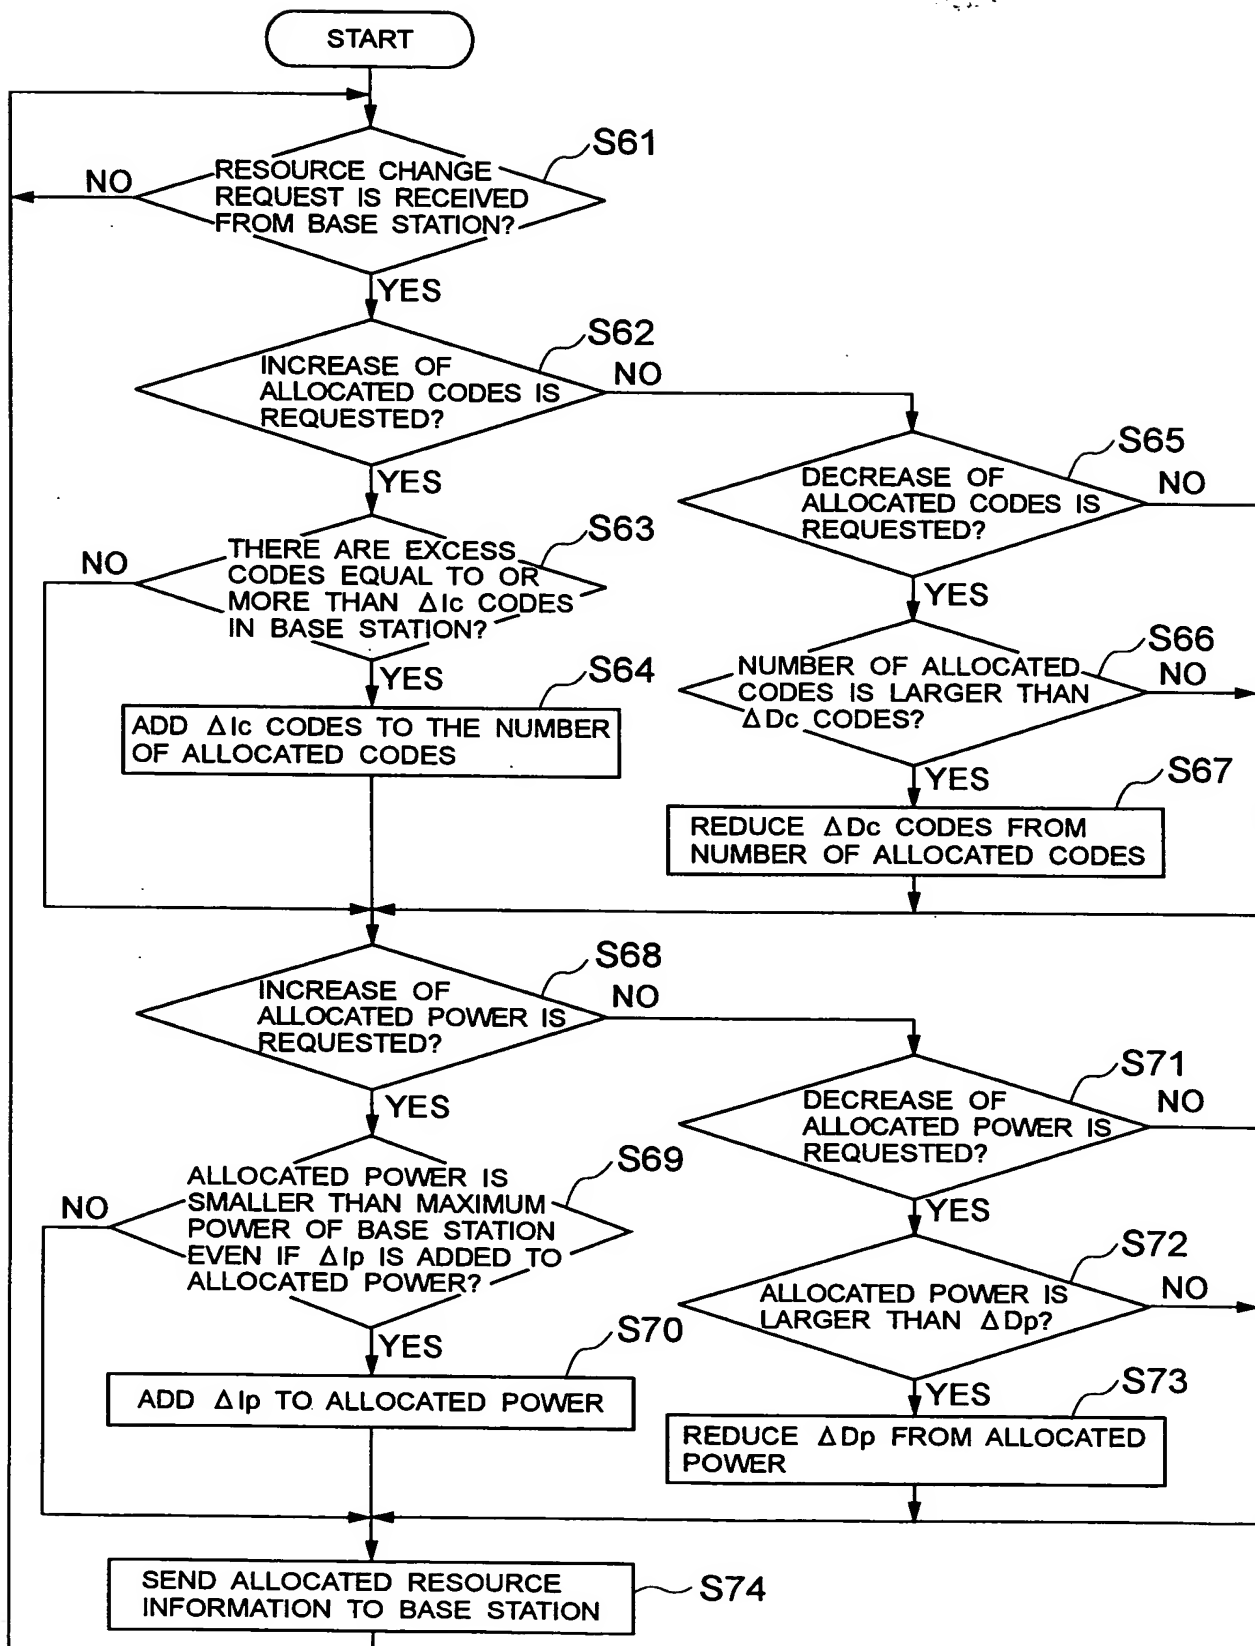 START
S61
RESOURCE CHANGE
REQUEST IS RECEIVED
FROM BASE STATION?
NO
YES
S62
INCREASE OF
ALLOCATED CODES IS
REQUESTED?
NO
YES
S65
DECREASE OF
ALLOCATED CODES IS
REQUESTED?
NO
YES
S63
THERE ARE EXCESS
CODES EQUAL TO OR
MORE THAN ΔIc CODES
IN BASE STATION?
NO
YES
S66
NUMBER OF ALLOCATED
CODES IS LARGER THAN
ΔDc CODES?
NO
YES
S64
ADD ΔIc CODES TO THE NUMBER
OF ALLOCATED CODES
S67
REDUCE ΔDc CODES FROM
NUMBER OF ALLOCATED CODES
S68
INCREASE OF
ALLOCATED POWER IS
REQUESTED?
NO
YES
S71
DECREASE OF
ALLOCATED POWER IS
REQUESTED?
NO
YES
S69
ALLOCATED POWER IS
SMALLER THAN MAXIMUM
POWER OF BASE STATION
EVEN IF ΔIp IS ADDED TO
ALLOCATED POWER?
NO
YES
S72
ALLOCATED POWER IS
LARGER THAN ΔDp?
NO
YES
S70
ADD ΔIp TO ALLOCATED POWER
S73
REDUCE ΔDp FROM ALLOCATED
POWER
S74
SEND ALLOCATED RESOURCE
INFORMATION TO BASE STATION